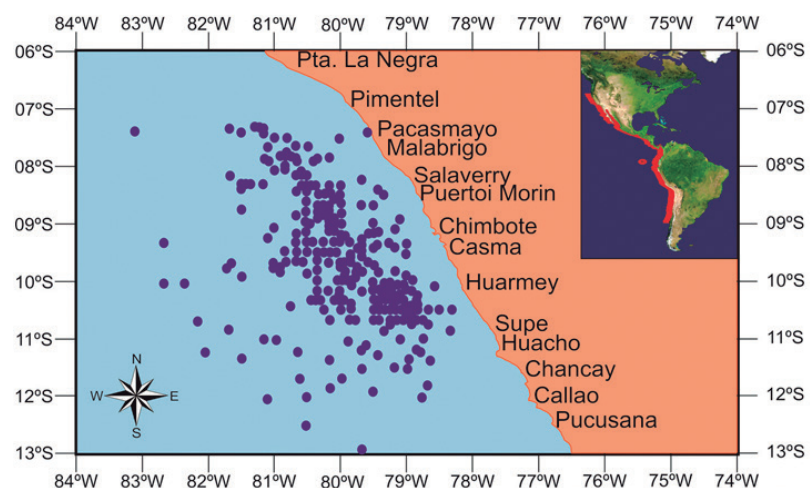 84ºW 83ºW 82ºW 81ºW 80ºW 79ºW 78ºW 77ºW 76ºW 75ºW 74ºW
06ºS Pta. La Negra 06ºS
07ºS Pimentel 07ºS
Pacasmayo
Malabrigo
08ºS 08ºS
Salaverry
Puertoi Morin
09ºS Chimbote 09ºS
Casma
10ºS Huarmey 10ºS
11ºS Supe 11ºS
Huacho
Chancay
N
12ºS W E Callao 12ºS
S
Pucusana
13ºS 13ºS
84ºW 83ºW 82ºW 81ºW 80ºW 79ºW 78ºW 77ºW 76ºW 75ºW 74ºW